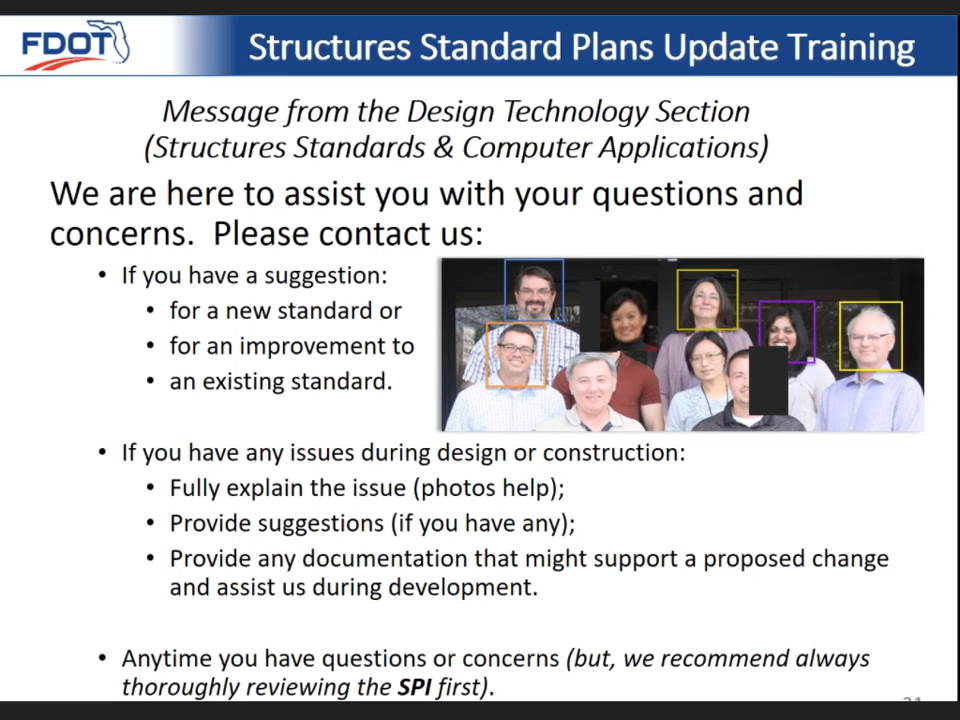 FDOT
Structures Standard Plans Update Training
Message from the Design Technology Section
(Structures Standards & Computer Applications)
We are here to assist you with your questions and
concerns. Please contact us:
• If you have a suggestion:
• for a new standard or
• for an improvement to
• an existing standard.
• If you have any issues during design or construction:
• Fully explain the issue (photos help);
• Provide suggestions (if you have any);
• Provide any documentation that might support a proposed change
and assist us during development.
• Anytime you have questions or concerns (but, we recommend always
thoroughly reviewing the SPI first).